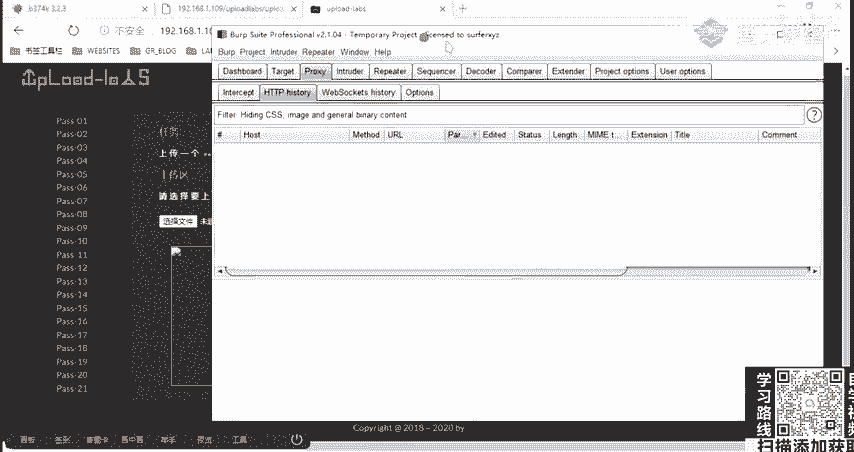 b374k 3.2.3
192.168.1.109/uploadlabs/uploa
upload-labs
不安全
192.168.1.
书签工具栏 WEBSITES GR_BLOG
Burp Suite Professional v2.1.04 - Temporary Project - licensed to surferxyz
Burp Project Intruder Repeater Window Help
Dashboard Target Proxy Intruder Repeater Sequencer Decoder Comparer Extender Project options User options
Intercept HTTP history WebSockets history Options
Filter: Hiding CSS, image and general binary content
# Host Method URL Par... Edited Status Length MIME t... Extension Title Comment
UpLoad-labS
Pass-01
Pass-02
Pass-03
Pass-04
Pass-05
Pass-06
Pass-07
Pass-08
Pass-09
Pass-10
Pass-11
Pass-12
Pass-13
Pass-14
Pass-15
Pass-16
Pass-17
Pass-18
Pass-19
Pass-20
Pass-21
任务
上传一个
上传区
请选择要上
选择文件
Copyright @ 2018 ~ 2020 by
学习路线
自学视频
扫描添加获取